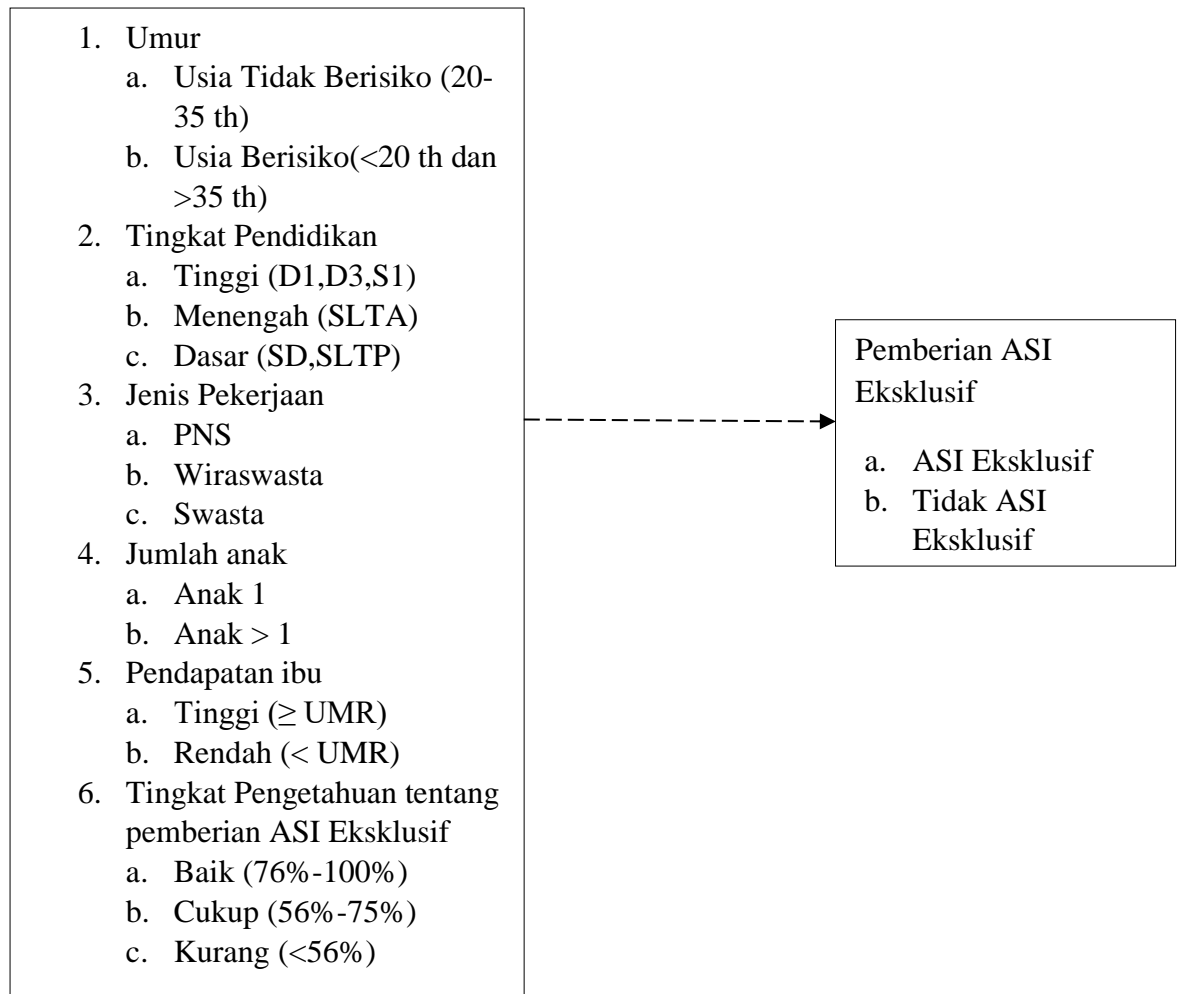 1. Umur
a. Usia Tidak Berisiko (20-
35 th)
b. Usia Berisiko(<20 th dan
>35 th)
2. Tingkat Pendidikan
a. Tinggi (D1,D3,S1)
b. Menengah (SLTA)
c. Dasar (SD,SLTP)
3. Jenis Pekerjaan
a. PNS
b. Wiraswasta
c. Swasta
4. Jumlah anak
a. Anak 1
b. Anak > 1
5. Pendapatan ibu
a. Tinggi (≥ UMR)
b. Rendah (< UMR)
6. Tingkat Pengetahuan tentang
pemberian ASI Eksklusif
a. Baik (76%-100%)
b. Cukup (56%-75%)
c. Kurang (<56%)
Pemberian ASI
Eksklusif
a. ASI Eksklusif
b. Tidak ASI
Eksklusif